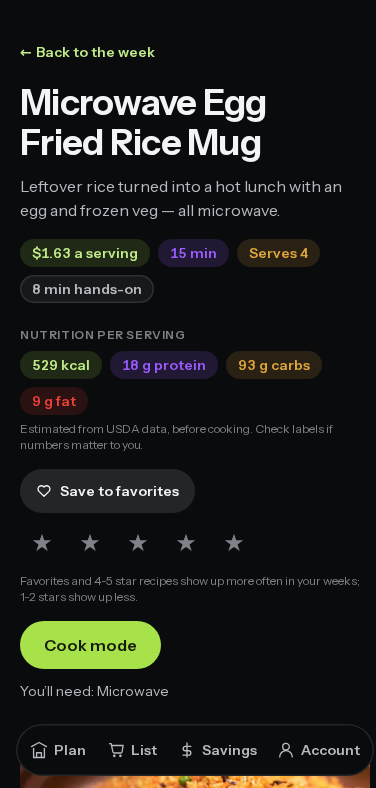 ← Back to the week
Microwave Egg
Fried Rice Mug
Leftover rice turned into a hot lunch with an
egg and frozen veg — all microwave.
$1.63 a serving 15 min Serves 4
8 min hands-on
NUTRITION PER SERVING
529 kcal 18 g protein 93 g carbs
9 g fat
Estimated from USDA data, before cooking. Check labels if
numbers matter to you.
Save to favorites
Favorites and 4-5 star recipes show up more often in your weeks;
1-2 stars show up less.
Cook mode
You'll need: Microwave
Plan List Savings Account